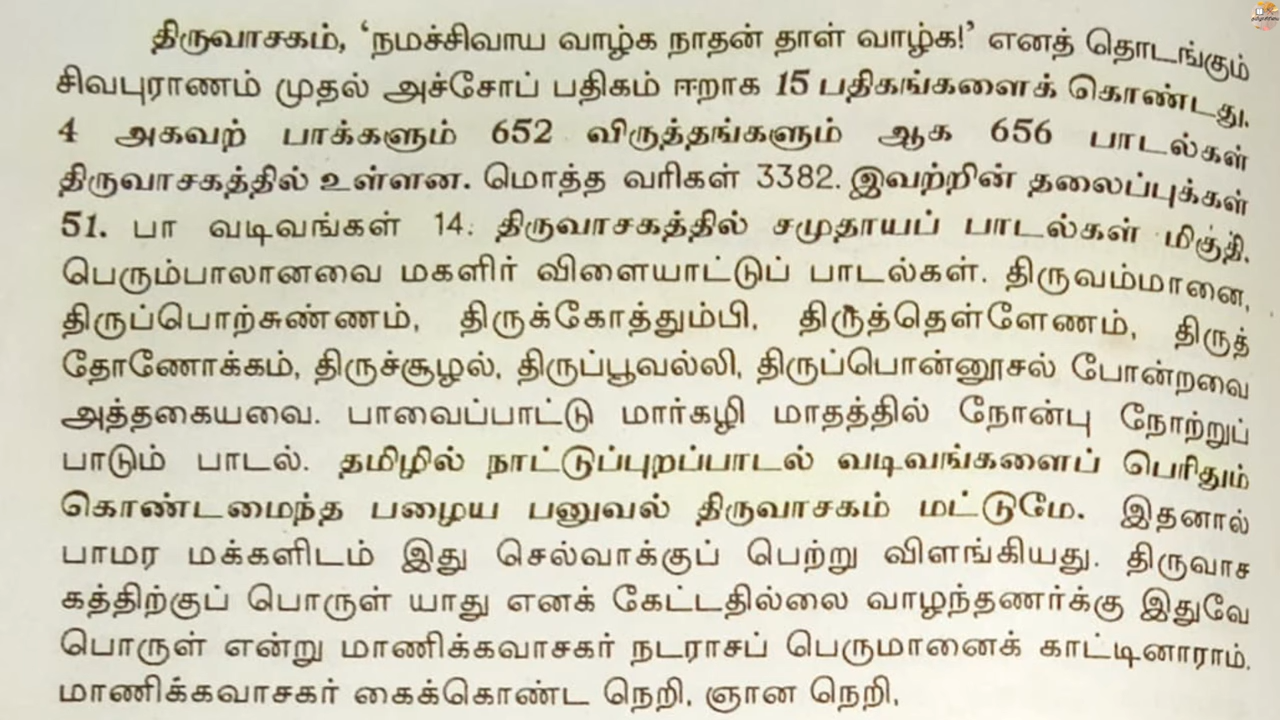 திருவாசகம், ‘நமச்சிவாய வாழ்க நாதன் தாள் வாழ்க!’ எனத் தொடங்கும்
சிவபுராணம் முதல் அச்சோப் பதிகம் ஈறாக 15 பதிகங்களைக் கொண்டது.
4 அகவற் பாக்களும் 652 விருத்தங்களும் ஆக 656 பாடல்கள்
திருவாசகத்தில் உள்ளன. மொத்த வரிகள் 3382. இவற்றின் தலைப்புக்கள்
51. பா வடிவங்கள் 14. திருவாசகத்தில் சமுதாயப் பாடல்கள் மிகுதி.
பெரும்பாலானவை மகளிர் விளையாட்டுப் பாடல்கள். திருவம்மானை,
திருப்பொற்சுண்ணம், திருக்கோத்தும்பி, திருத்தெள்ளேணம், திருத்
தோணோக்கம், திருச்சூழல், திருப்பூவல்லி, திருப்பொன்னூசல் போன்றவை
அத்தகையவை. பாவைப்பாட்டு மார்கழி மாதத்தில் நோன்பு நோற்றுப்
பாடும் பாடல். தமிழில் நாட்டுப்புறப்பாடல் வடிவங்களைப் பெரிதும்
கொண்டமைந்த பழைய பனுவல் திருவாசகம் மட்டுமே. இதனால்
பாமர மக்களிடம் இது செல்வாக்குப் பெற்று விளங்கியது. திருவாச
கத்திற்குப் பொருள் யாது எனக் கேட்டதில்லை வாழந்தணர்க்கு இதுவே
பொருள் என்று மாணிக்கவாசகர் நடராசப் பெருமானைக் காட்டினாராம்.
மாணிக்கவாசகர் கைக்கொண்ட நெறி, ஞான நெறி,